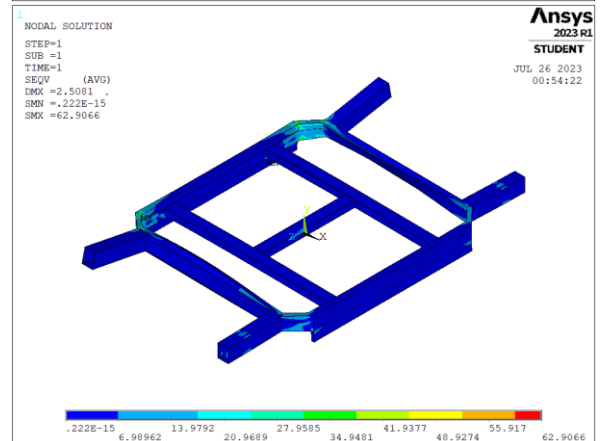 1
NODAL SOLUTION
STEP=1
SUB =1
TIME=1
SEQV (AVG)
DMX =2.5081 .
SMN =.222E-15
SMX =62.9066
Ansys
2023 R1
STUDENT
JUL 26 2023
00:54:22
Y
Z X
.222E-15 13.9792 27.9585 41.9377 55.917
6.98962 20.9689 34.9481 48.9274 62.9066